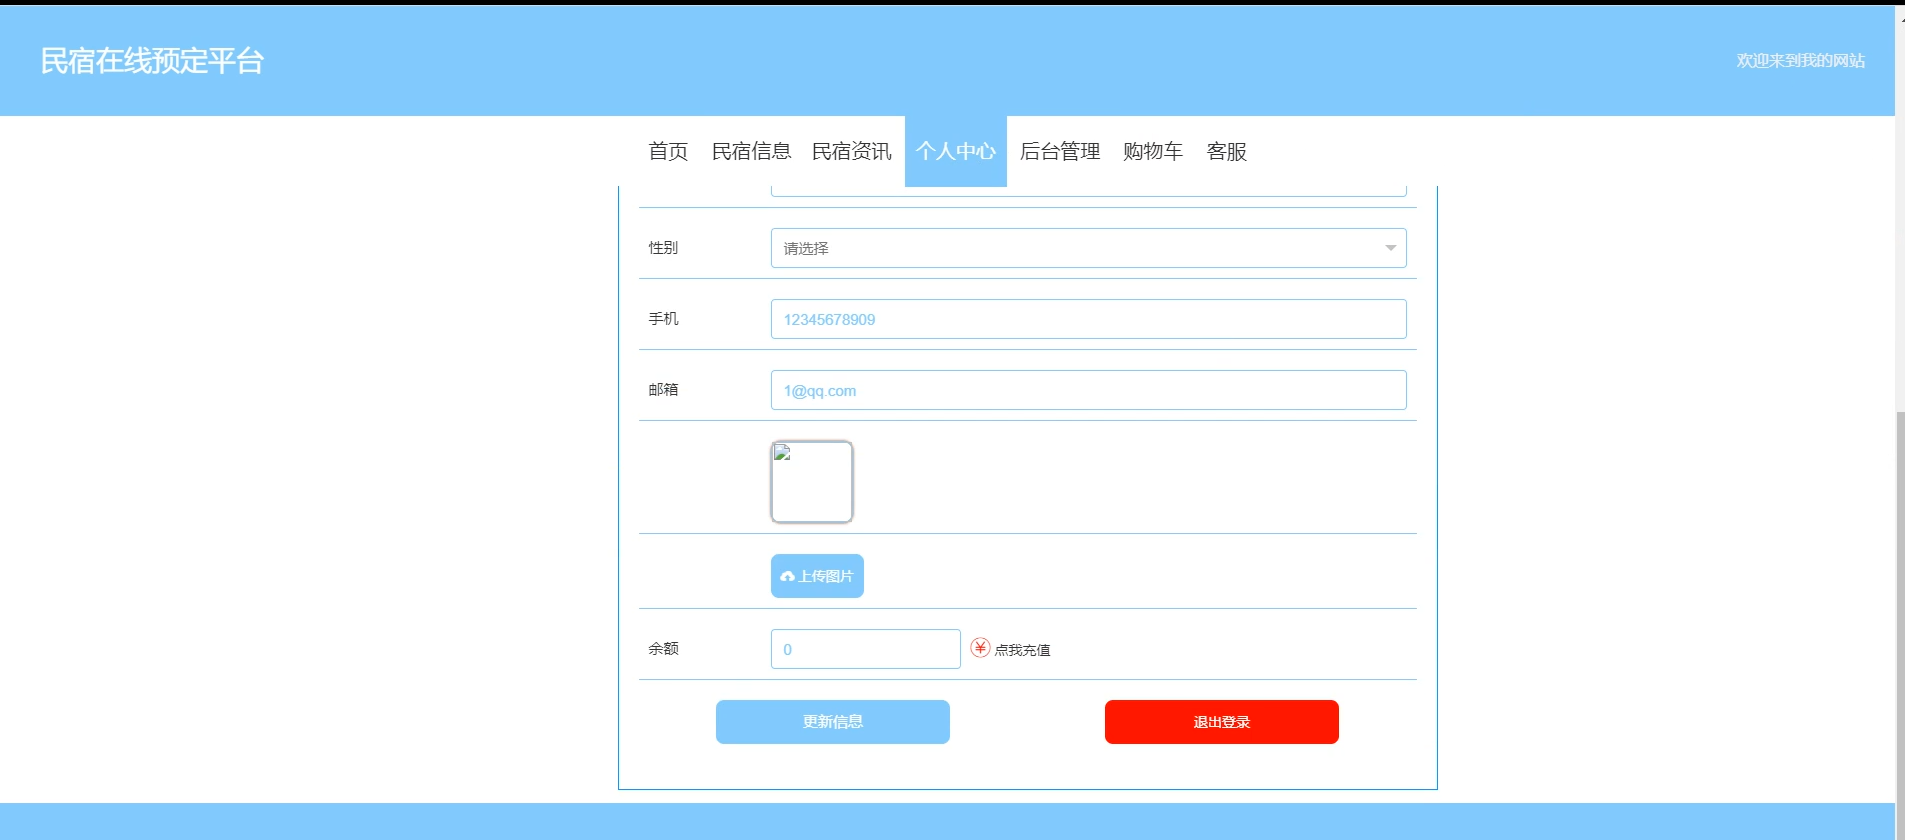 民宿在线预定平台
欢迎来到我的网站
首页 民宿信息 民宿资讯 个人中心 后台管理 购物车 客服
性别 请选择
手机 12345678909
邮箱 1@qq.com
上传图片
余额 0 点我充值
更新信息 退出登录